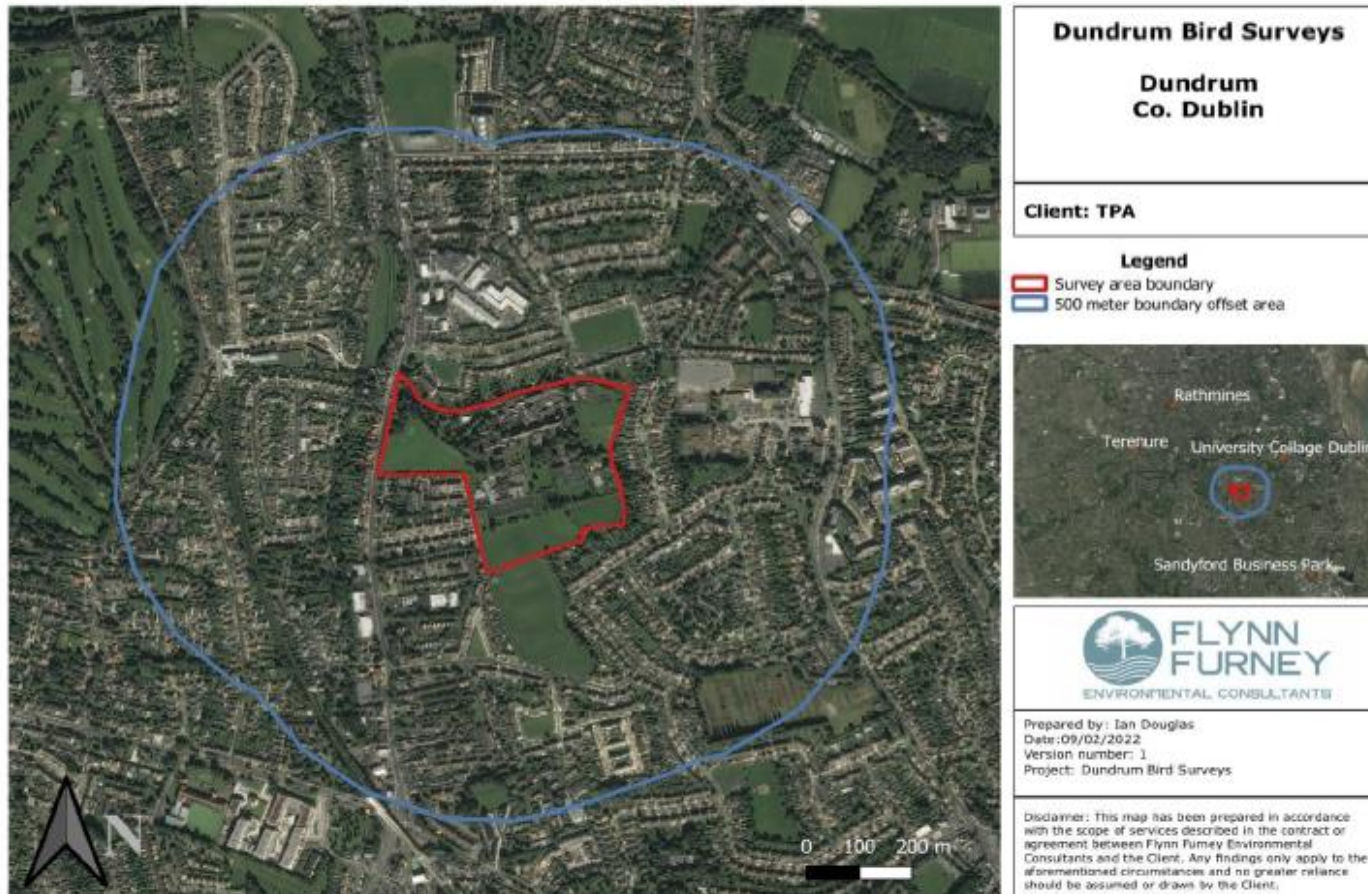 Dundrum Bird Surveys
Dundrum
Co. Dublin
Client: TPA
Legend
Survey area boundary
500 meter boundary offset area
Rathmines
Terenure
University Collage Dublin
Sandyford Business Park
FLYNN
FURNEY
ENVIRONMENTAL CONSULTANTS
Prepared by: Ian Douglas
Date:09/02/2022
Version number: 1
Project: Dundrum Bird Surveys
Disclaimer: This map has been prepared in accordance
with the scope of services described in the contract or
agreement between Flynn Furney Environmental
Consultants and the Client. Any findings only apply to the
aforementioned circumstances and no greater reliance
should be assumed or drawn by the Client.
N
0 100 200 m